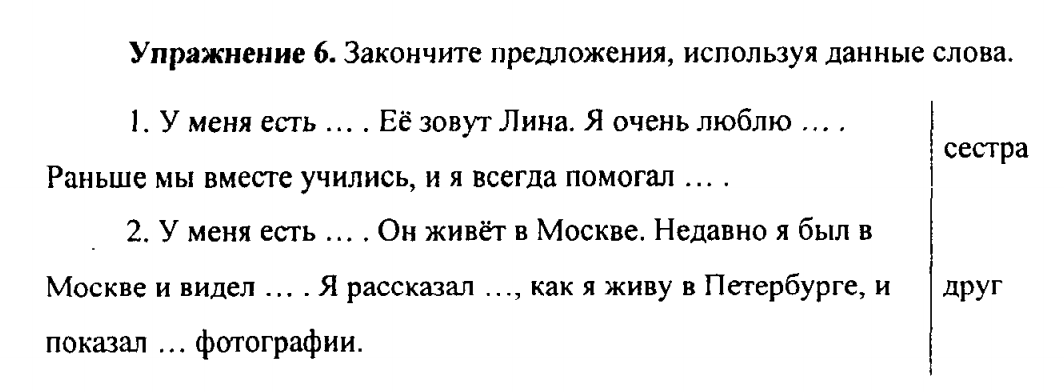 Упражнение 6. Закончите предложения, используя данные слова.
1. У меня есть ... . Её зовут Лина. Я очень люблю ... .
Раньше мы вместе учились, и я всегда помогал ... .
сестра
2. У меня есть ... . Он живёт в Москве. Недавно я был в
Москве и видел ... . Я рассказал ..., как я живу в Петербурге, и
показал ... фотографии.
друг